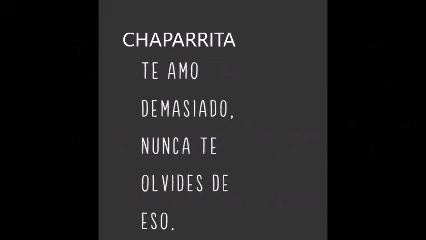 CHAPARRITA
TE AMO
DEMASIADO,
NUNCA TE
OLVIDES DE
ESO.